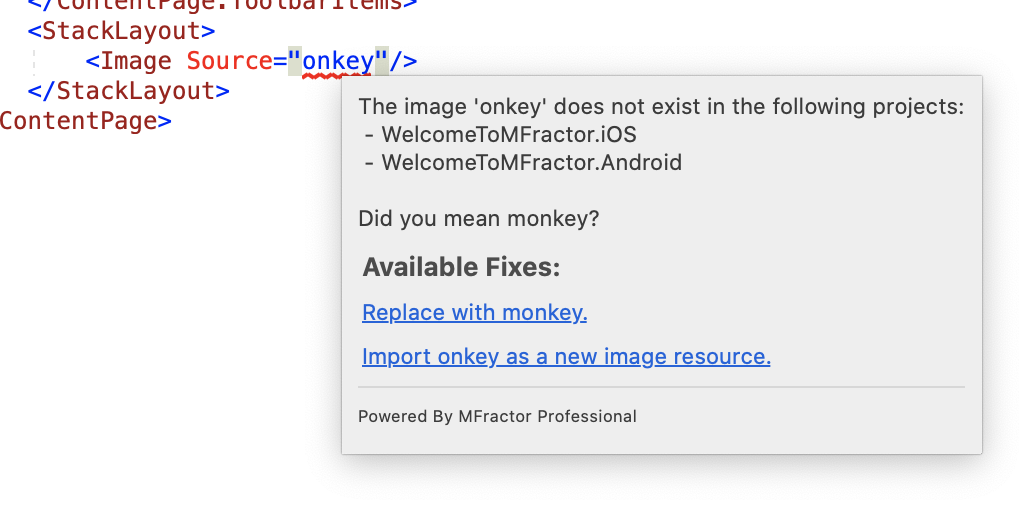 </ContentPage.ToolbarItems>
<StackLayout>
<Image Source="onkey"/>
</StackLayout>
ContentPage>
The image 'onkey' does not exist in the following projects:
- WelcomeToMFractor.iOS
- WelcomeToMFractor.Android
Did you mean monkey?
Available Fixes:
Replace with monkey.
Import onkey as a new image resource.
Powered By MFractor Professional